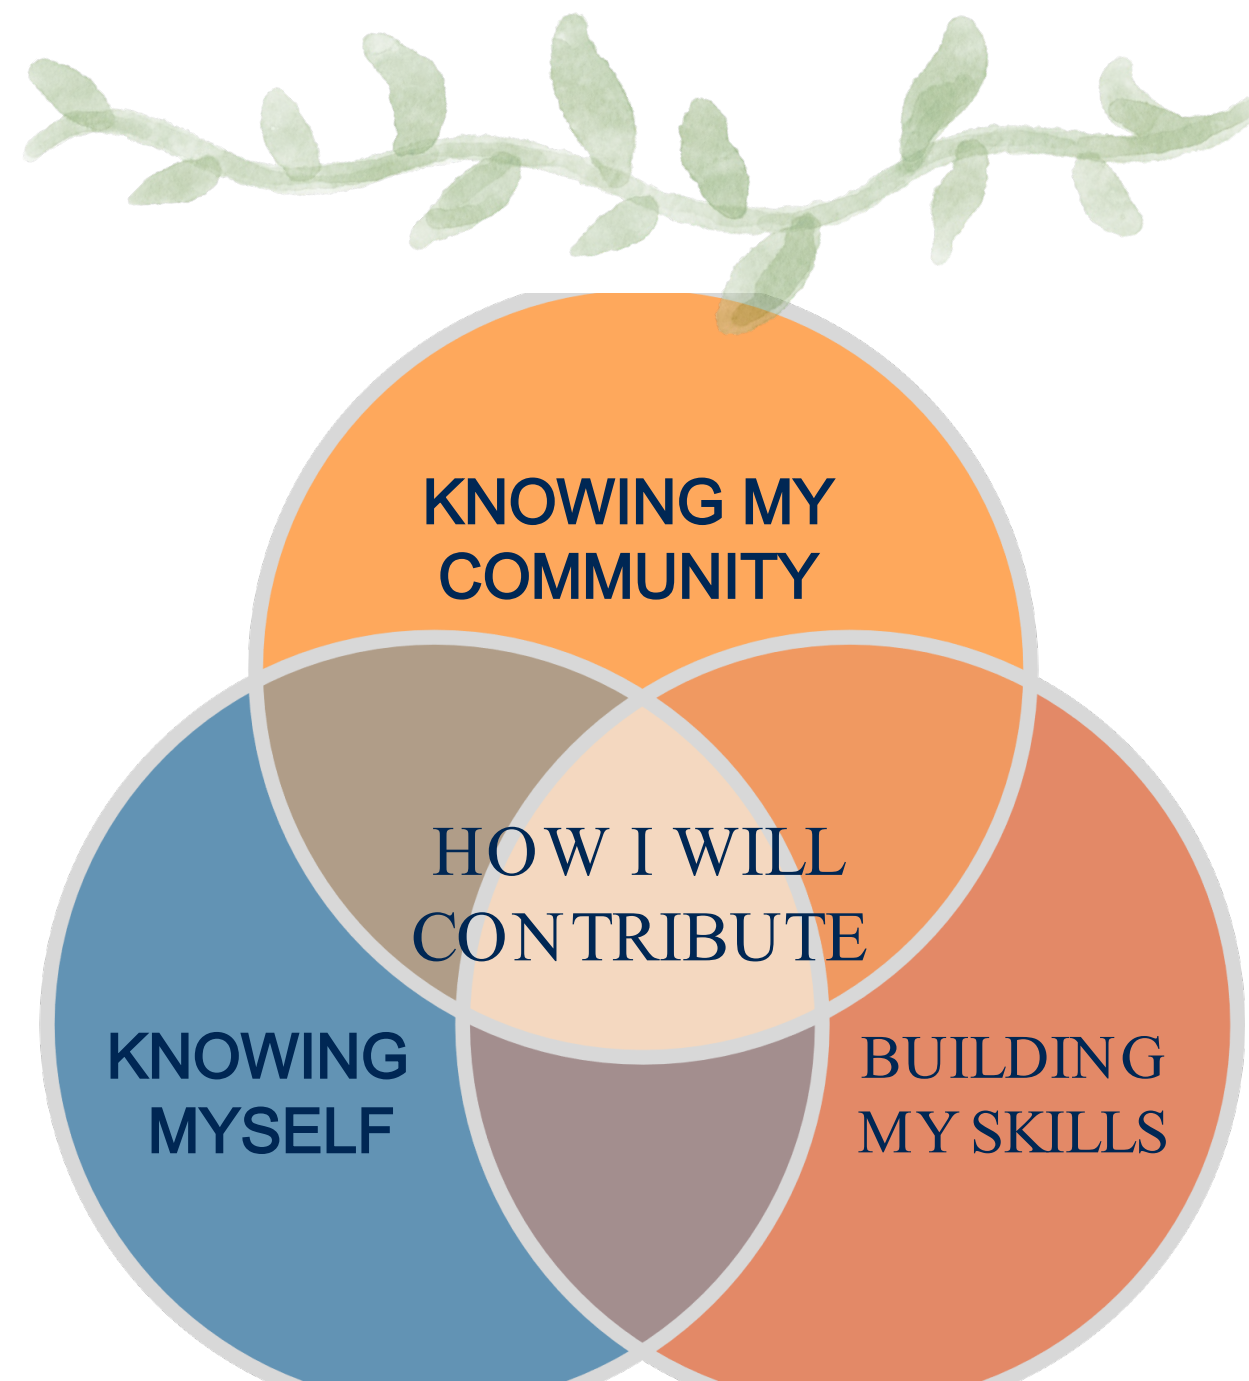 KNOWING MY
COMMUNITY
HOW I WILL
CONTRIBUTE
KNOWING
MYSELF
BUILDING
MY SKILLS